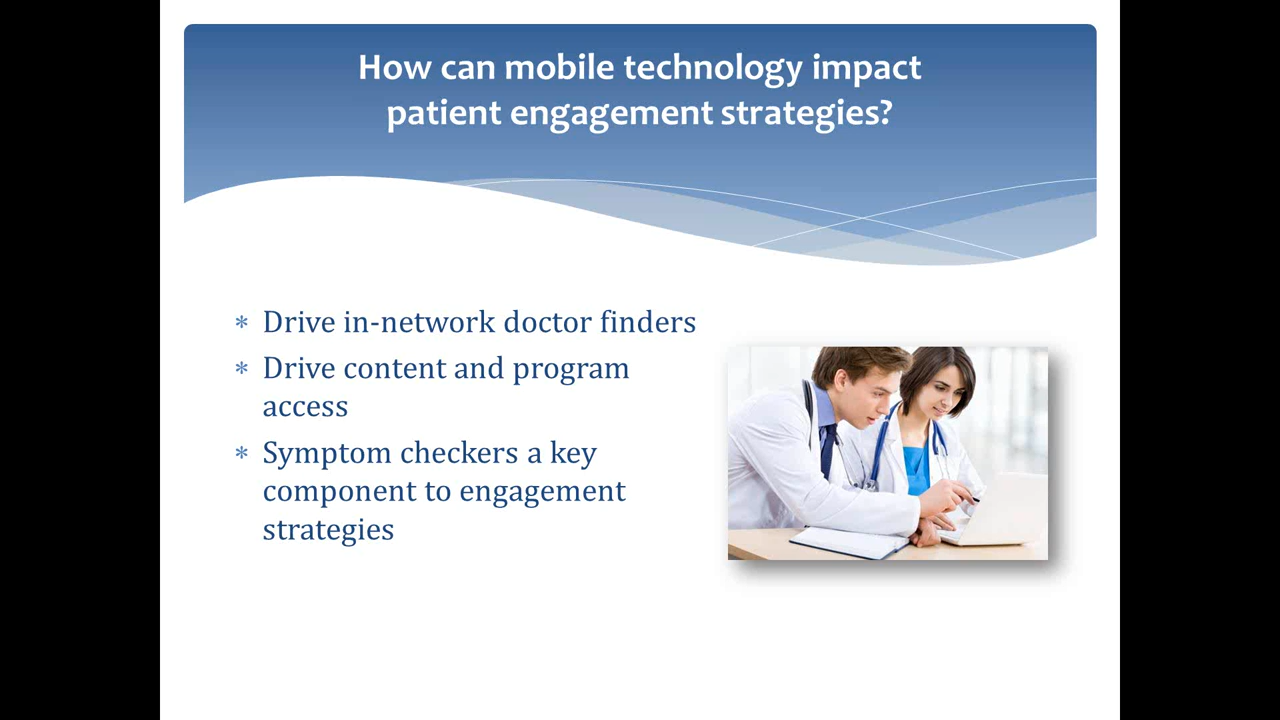 How can mobile technology impact
patient engagement strategies?
* Drive in-network doctor finders
* Drive content and program
access
* Symptom checkers a key
component to engagement
strategies